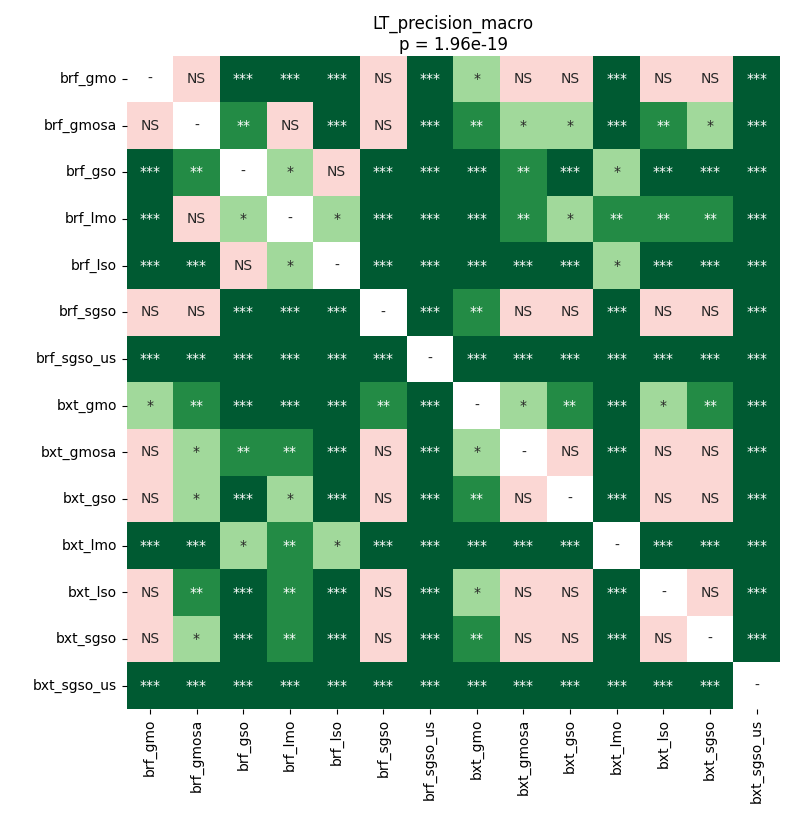 LT_precision_macro
p = 1.96e-19
brf_gmo - NS *** *** *** NS *** * NS NS *** NS NS ***
brf_gmosa NS - ** NS *** NS *** ** * * *** ** * ***
brf_gso *** ** - * NS *** *** *** ** *** * *** *** ***
brf_lmo *** NS * - * *** *** *** ** * ** ** ** ***
brf_lso *** *** NS * - *** *** *** *** *** * *** *** ***
brf_sgso NS NS *** *** *** - *** ** NS NS *** NS NS ***
brf_sgso_us *** *** *** *** *** *** - *** *** *** *** *** *** ***
bxt_gmo * ** *** *** *** ** *** - * ** *** * ** ***
bxt_gmosa NS * ** ** *** NS *** * - NS *** NS NS ***
bxt_gso NS * *** * *** NS *** ** NS - *** NS NS ***
bxt_lmo *** *** * ** * *** *** *** *** *** - *** *** ***
bxt_lso NS ** *** ** *** NS *** * NS NS *** - NS ***
bxt_sgso NS * *** ** *** NS *** ** NS NS *** NS - ***
bxt_sgso_us *** *** *** *** *** *** *** *** *** *** *** *** *** -
brf_gmo
brf_gmosa
brf_gso
brf_lmo
brf_lso
brf_sgso
brf_sgso_us
bxt_gmo
bxt_gmosa
bxt_gso
bxt_lmo
bxt_lso
bxt_sgso
bxt_sgso_us